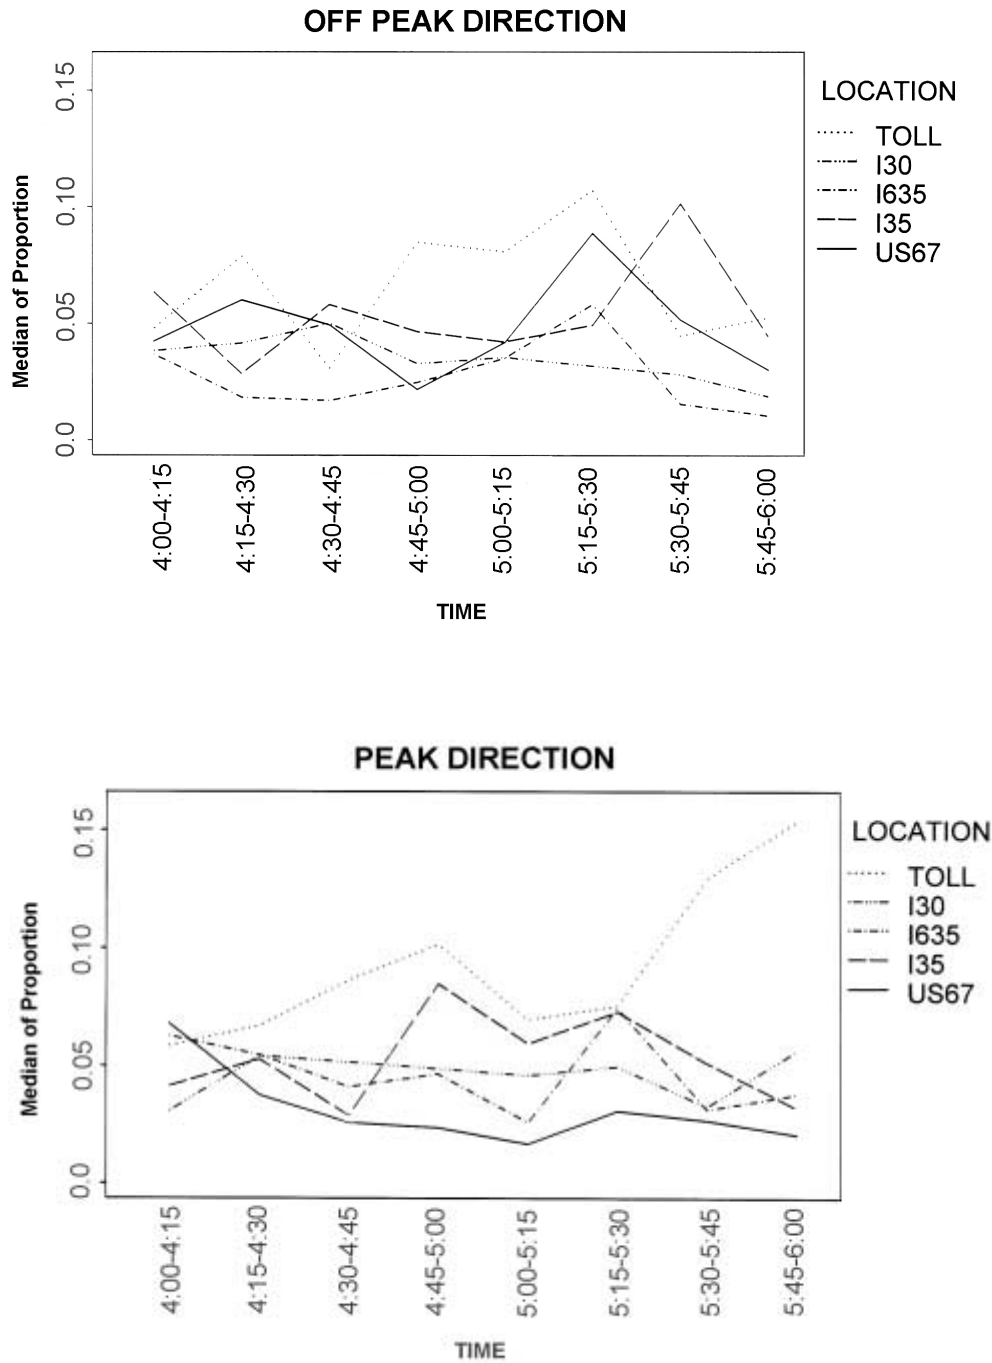 OFF PEAK DIRECTION
Median of Proportion
0.15
0.10
0.05
0.0
4:00-4:15
4:15-4:30
4:30-4:45
4:45-5:00
5:00-5:15
5:15-5:30
5:30-5:45
5:45-6:00
TIME
LOCATION
TOLL
I30
I635
I35
US67
PEAK DIRECTION
Median of Proportion
0.15
0.10
0.05
0.0
4:00-4:15
4:15-4:30
4:30-4:45
4:45-5:00
5:00-5:15
5:15-5:30
5:30-5:45
5:45-6:00
TIME
LOCATION
TOLL
I30
I635
I35
US67